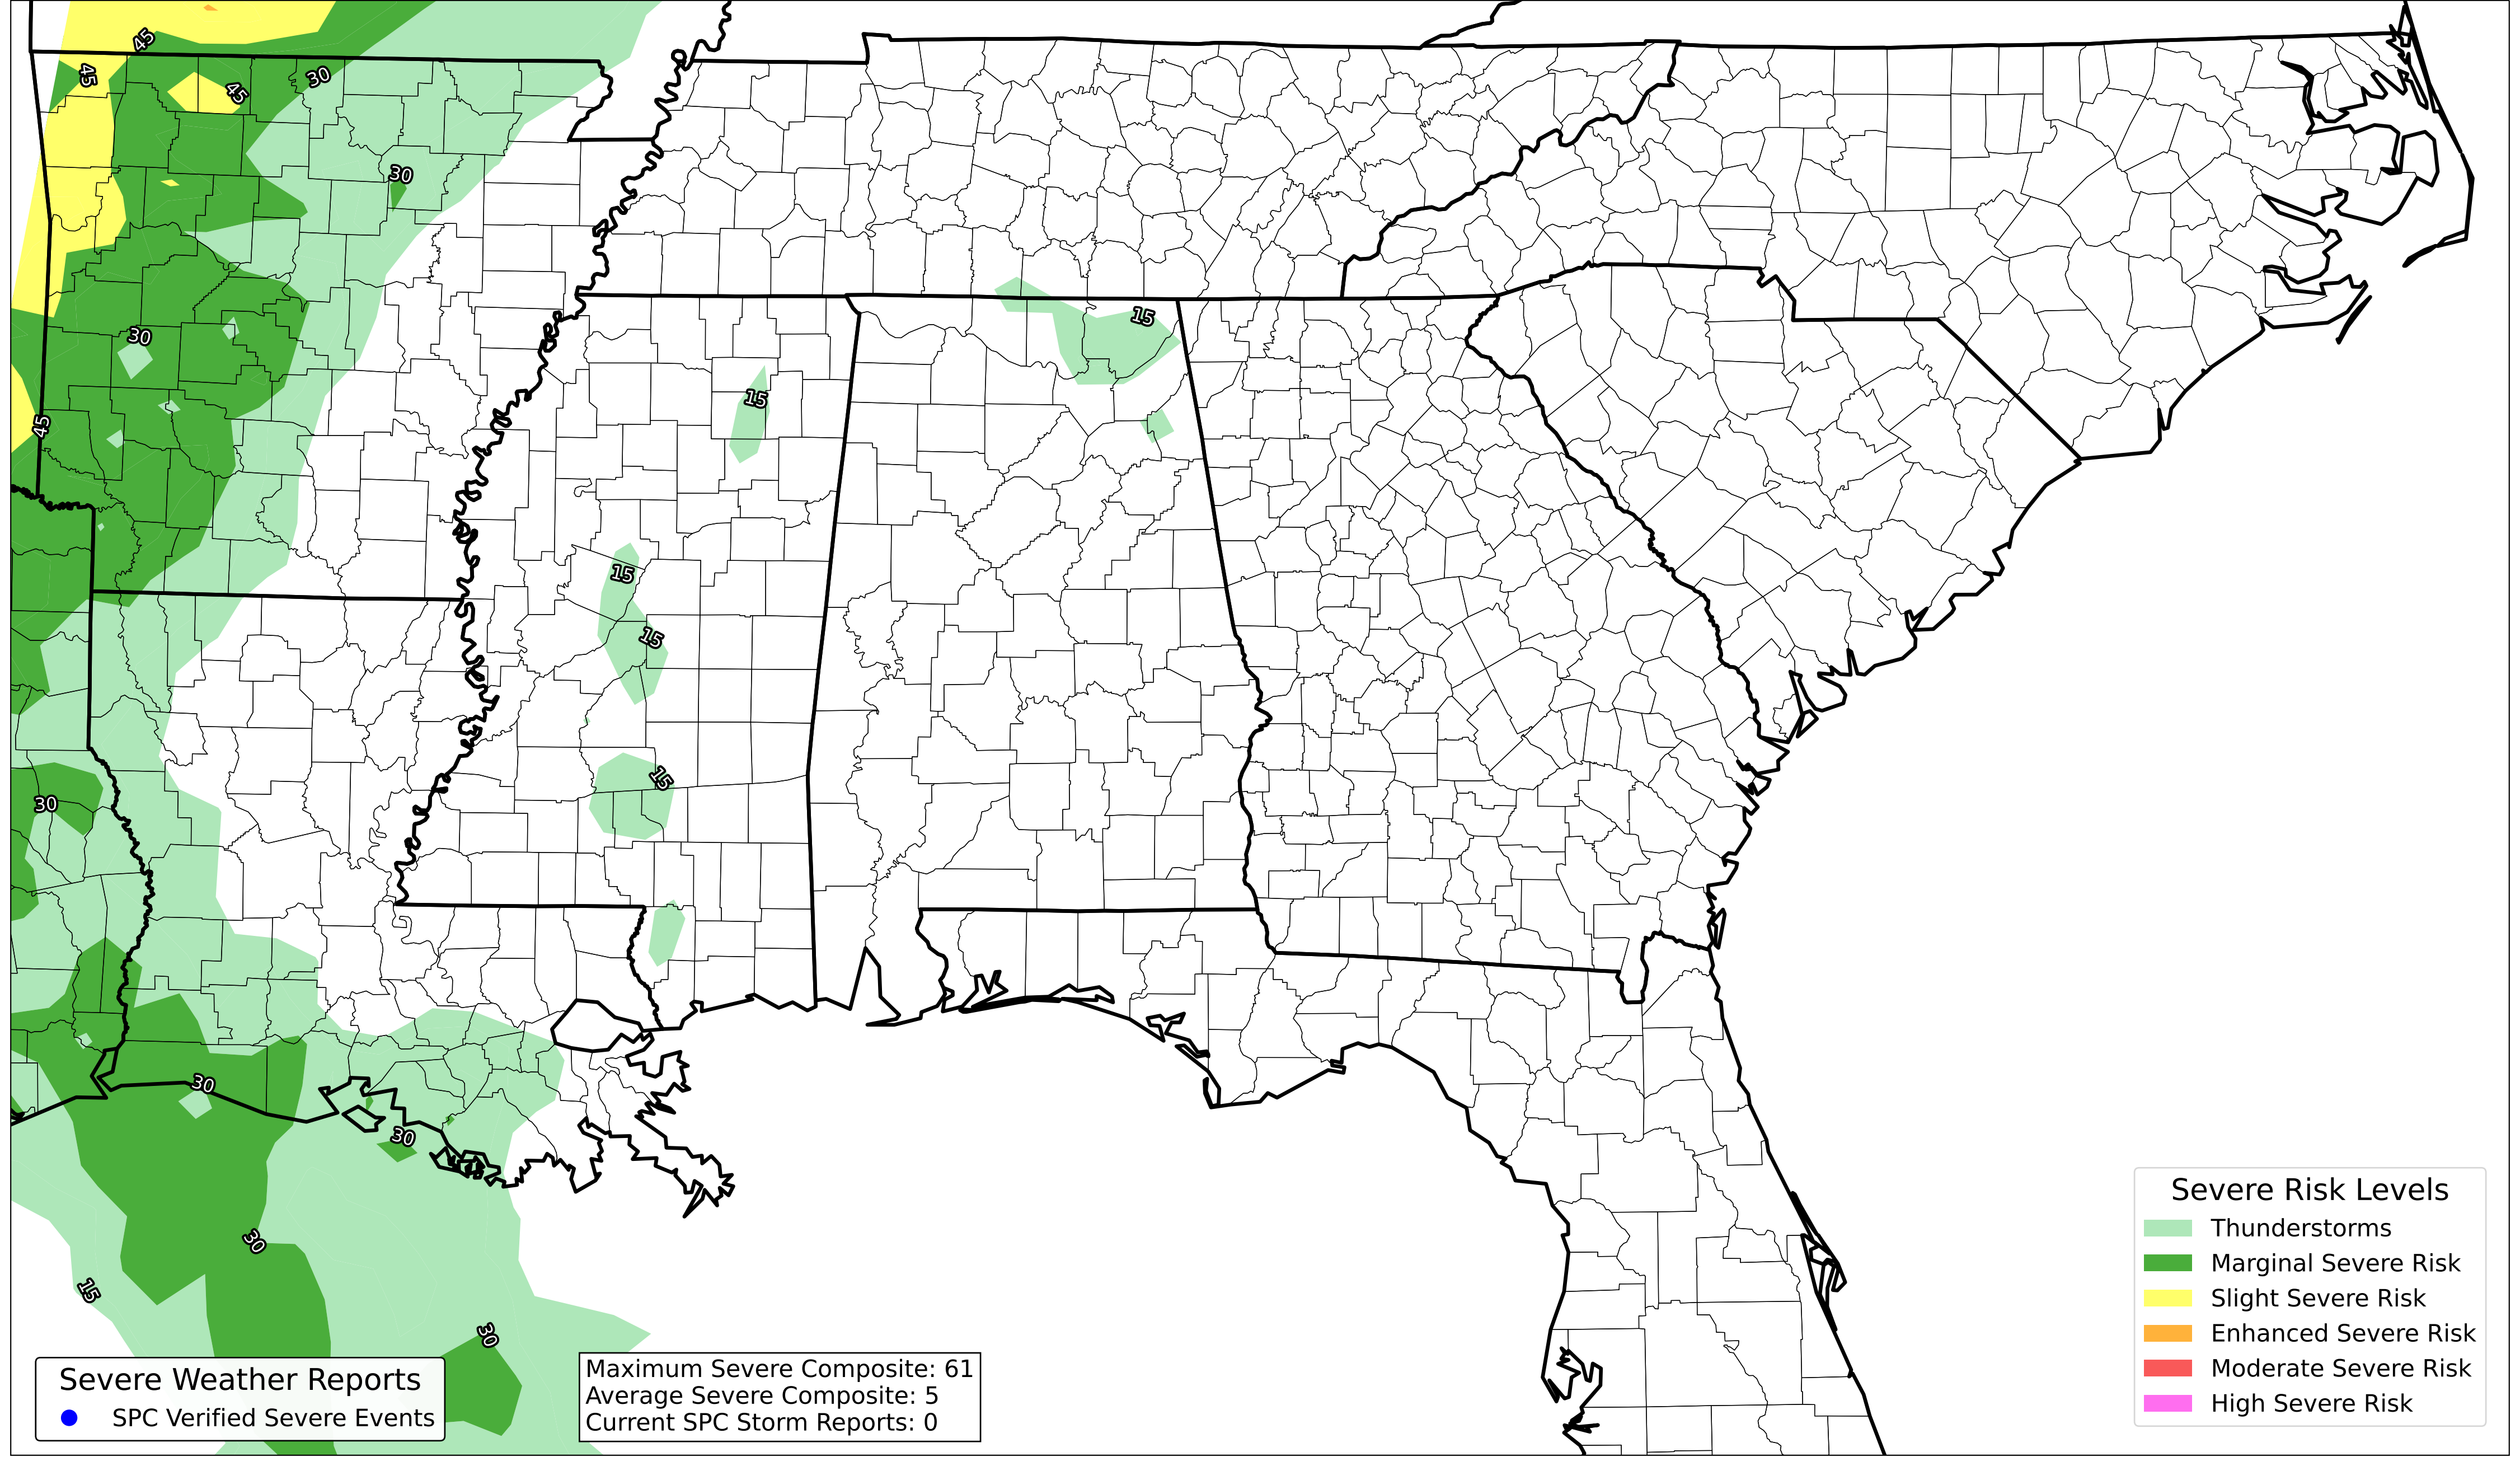 45
45
45
30
30
15
30
15
45
15
15
15
30
30
30
30
15
30
Severe Weather Reports
SPC Verified Severe Events
Maximum Severe Composite: 61
Average Severe Composite: 5
Current SPC Storm Reports: 0
Severe Risk Levels
Thunderstorms
Marginal Severe Risk
Slight Severe Risk
Enhanced Severe Risk
Moderate Severe Risk
High Severe Risk